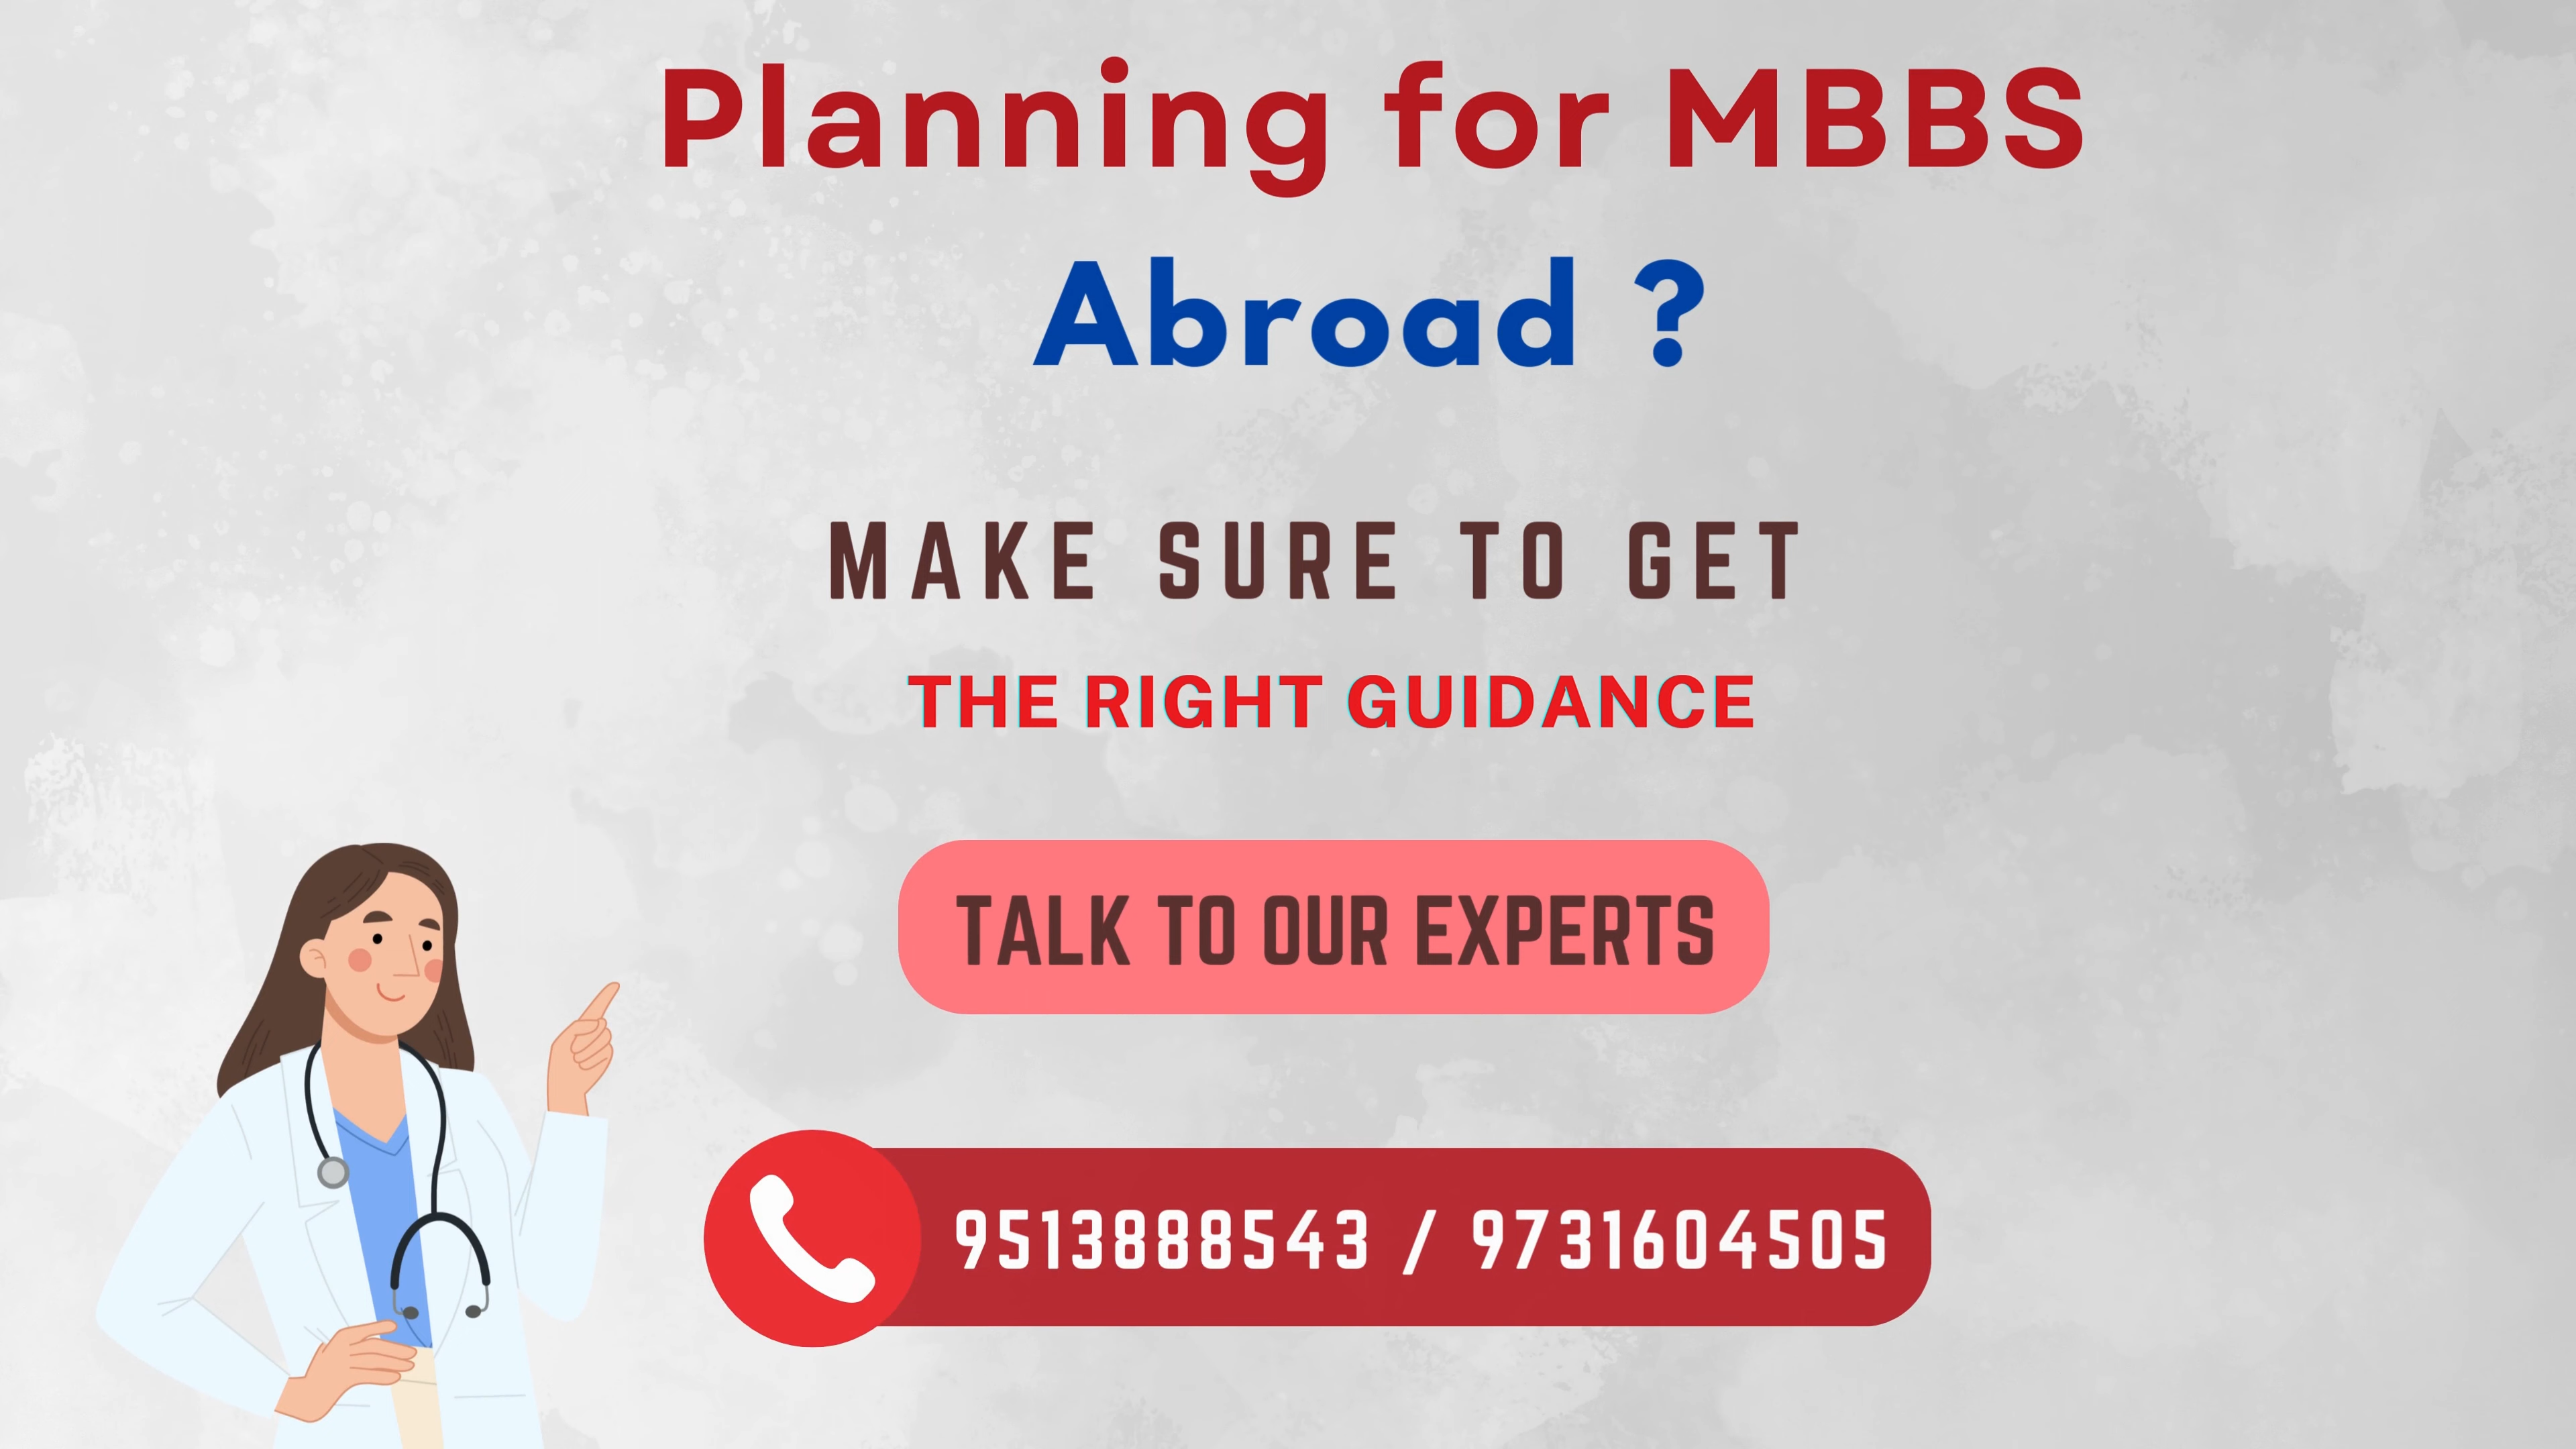 Planning for MBBS
Abroad ?
MAKE SURE TO GET
THE RIGHT GUIDANCE
TALK TO OUR EXPERTS
9513888543 / 9731604505